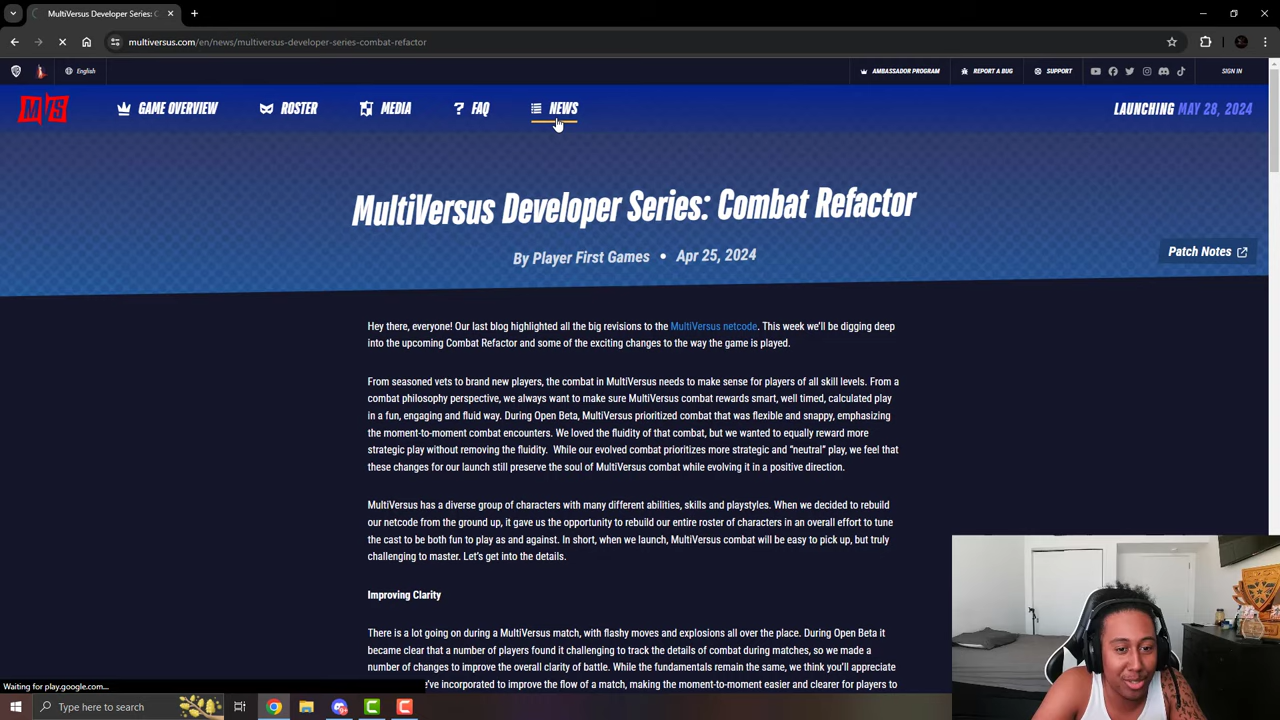 MultiVersus Developer Series: C
multiversus.com/en/news/multiversus-developer-series-combat-refactor
English
AMBASSADOR PROGRAM
REPORT A BUG
SUPPORT
SIGN IN
MVS
GAME OVERVIEW
ROSTER
MEDIA
FAQ
NEWS
LAUNCHING MAY 28, 2024
MultiVersus Developer Series: Combat Refactor
By Player First Games • Apr 25, 2024
Patch Notes
Hey there, everyone! Our last blog highlighted all the big revisions to the MultiVersus netcode. This week we'll be digging deep
into the upcoming Combat Refactor and some of the exciting changes to the way the game is played.
From seasoned vets to brand new players, the combat in MultiVersus needs to make sense for players of all skill levels. From a
combat philosophy perspective, we always want to make sure MultiVersus combat rewards smart, well timed, calculated play
in a fun, engaging and fluid way. During Open Beta, MultiVersus prioritized combat that was flexible and snappy, emphasizing
the moment-to-moment combat encounters. We loved the fluidity of that combat, but we wanted to equally reward more
strategic play without removing the fluidity. While our evolved combat prioritizes more strategic and “neutral” play, we feel that
these changes for our launch still preserve the soul of MultiVersus combat while evolving it in a positive direction.
MultiVersus has a diverse group of characters with many different abilities, skills and playstyles. When we decided to rebuild
our netcode from the ground up, it gave us the opportunity to rebuild our entire roster of characters in an overall effort to tune
the cast to be both fun to play as and against. In short, when we launch, MultiVersus combat will be easy to pick up, but truly
challenging to master. Let's get into the details.
Improving Clarity
There is a lot going on during a MultiVersus match, with flashy moves and explosions all over the place. During Open Beta it
became clear that a number of players found it challenging to track the details of combat during matches, so we made a
number of changes to improve the overall clarity of battle. While the fundamentals remain the same, we think you'll appreciate
've incorporated to improve the flow of a match, making the moment-to-moment easier and clearer for players to
Waiting for play.google.com...
Type here to search